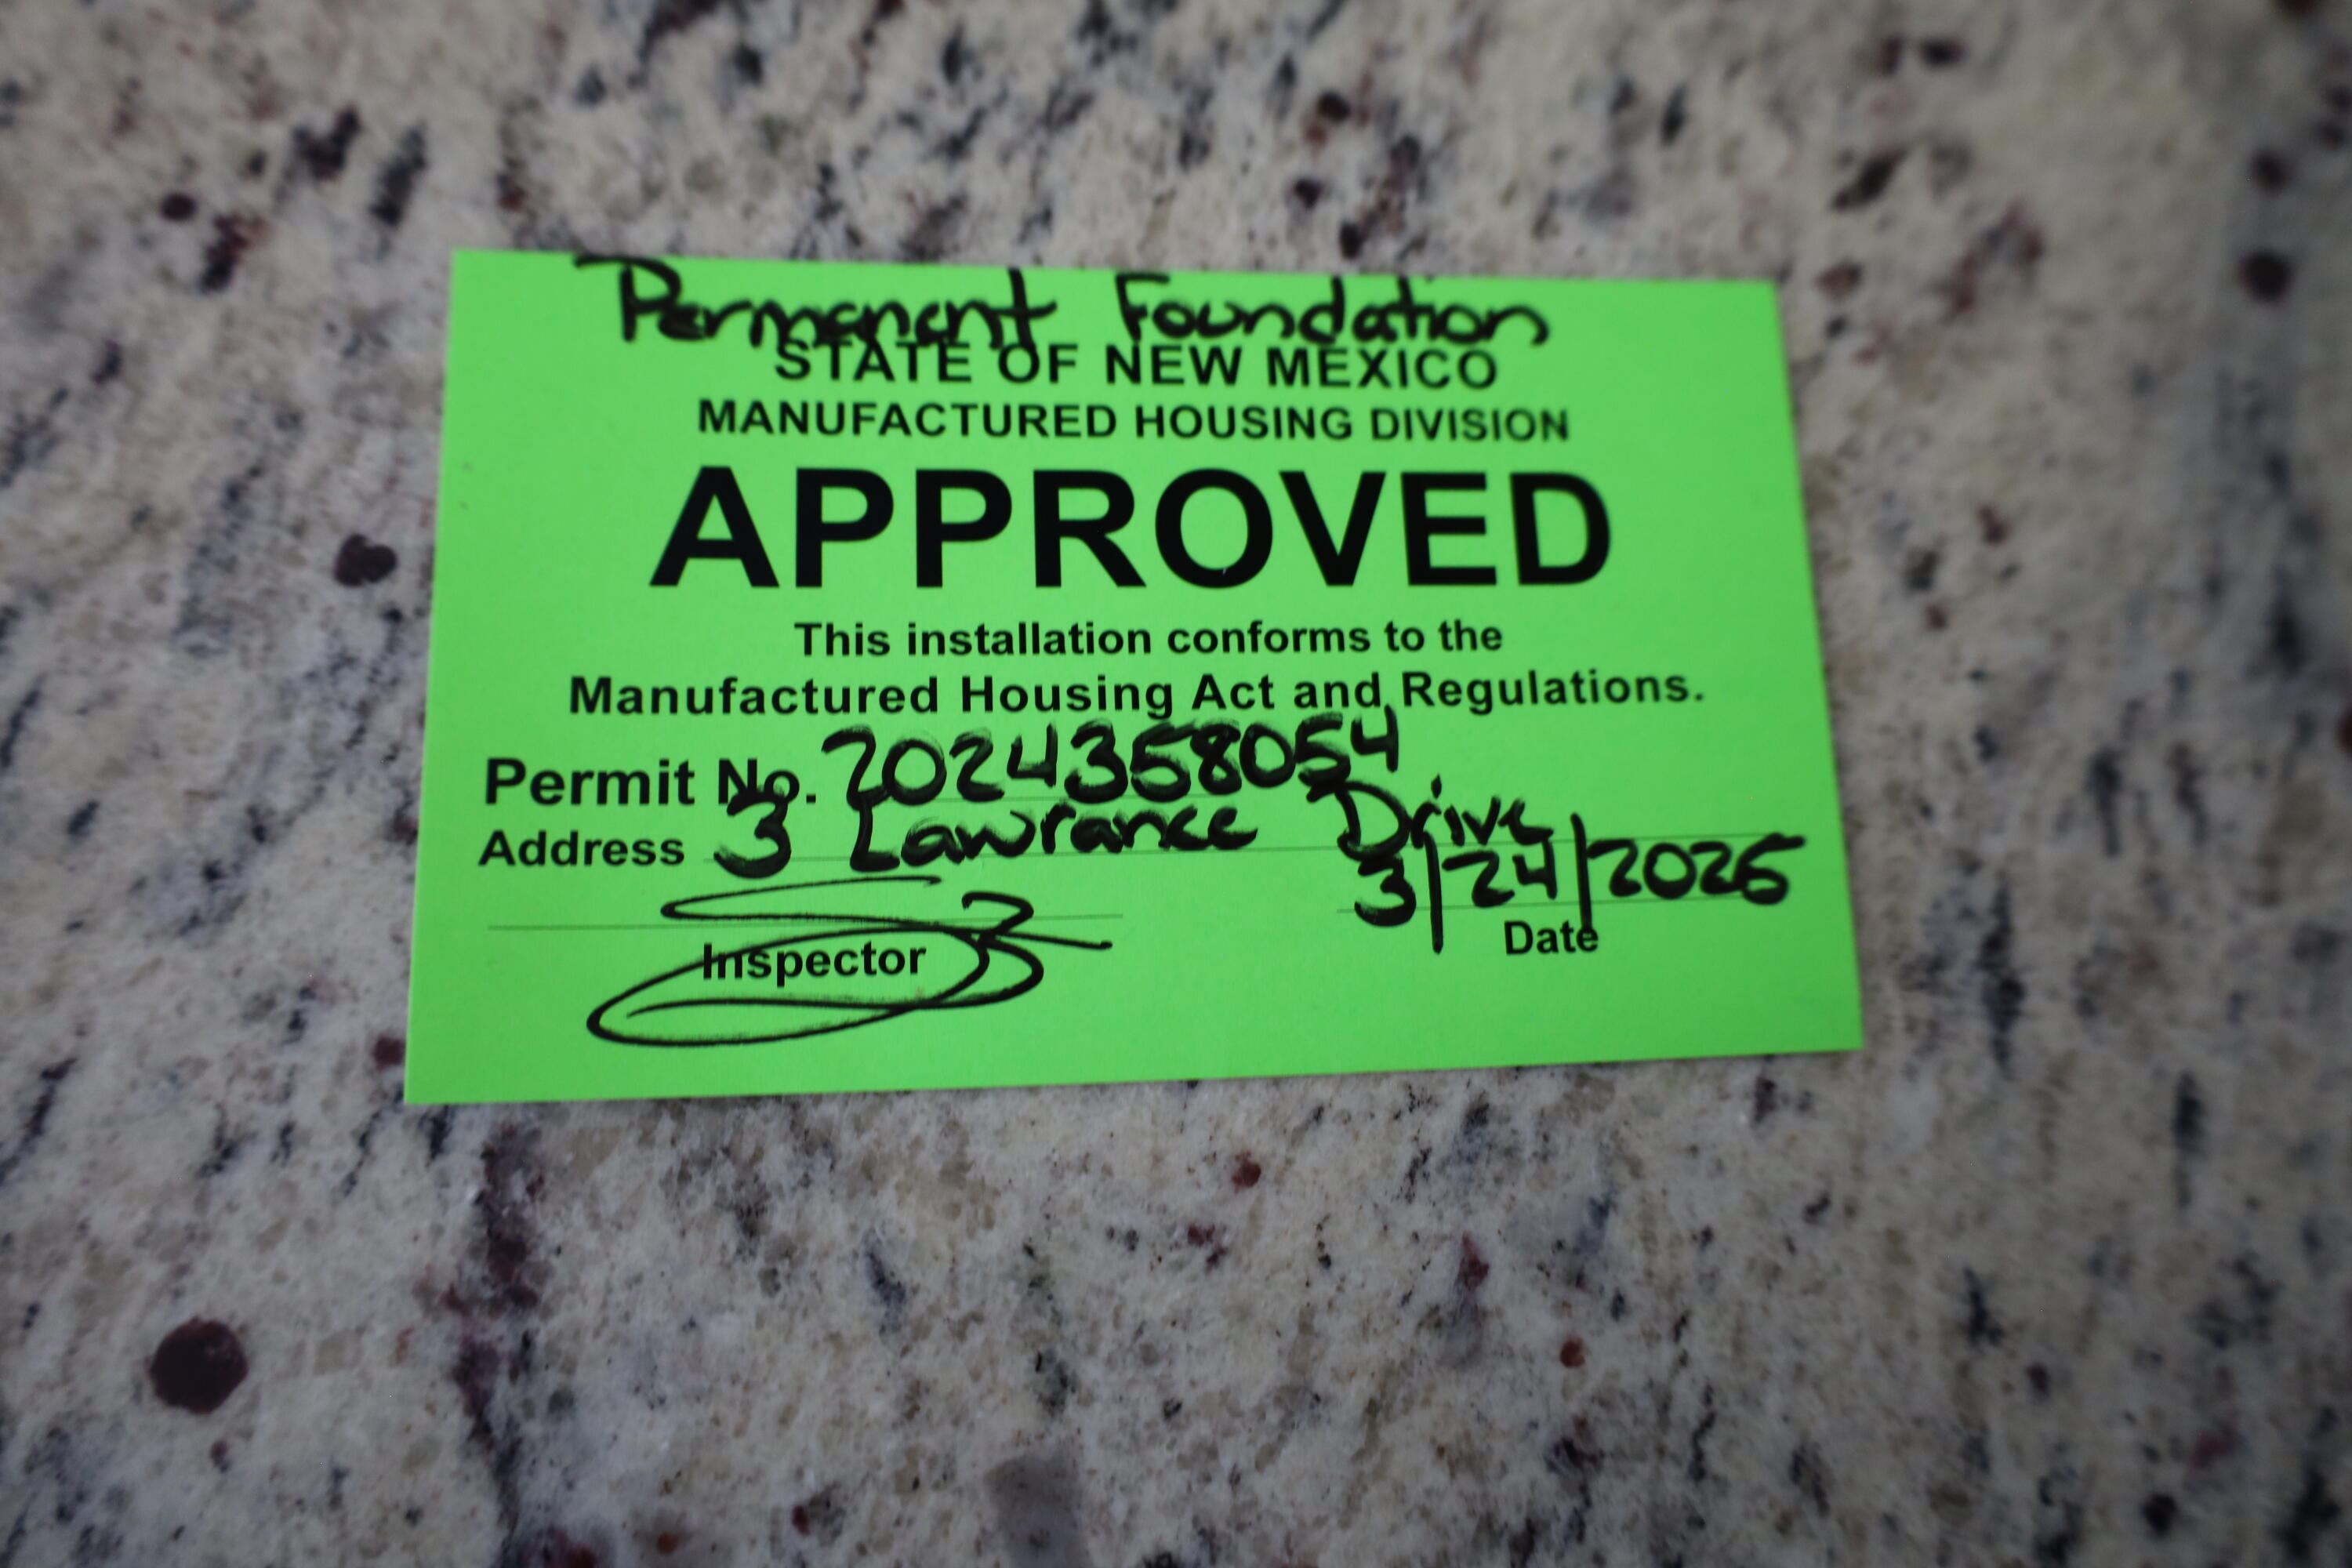 Permanent Foundation
STATE OF NEW MEXICO
MANUFACTURED HOUSING DIVISION
APPROVED
This installation conforms to the
Manufactured Housing Act and Regulations.
Permit No. 2024358054
Address 3 Lawrance Drive
3/24/2026
Inspector Date